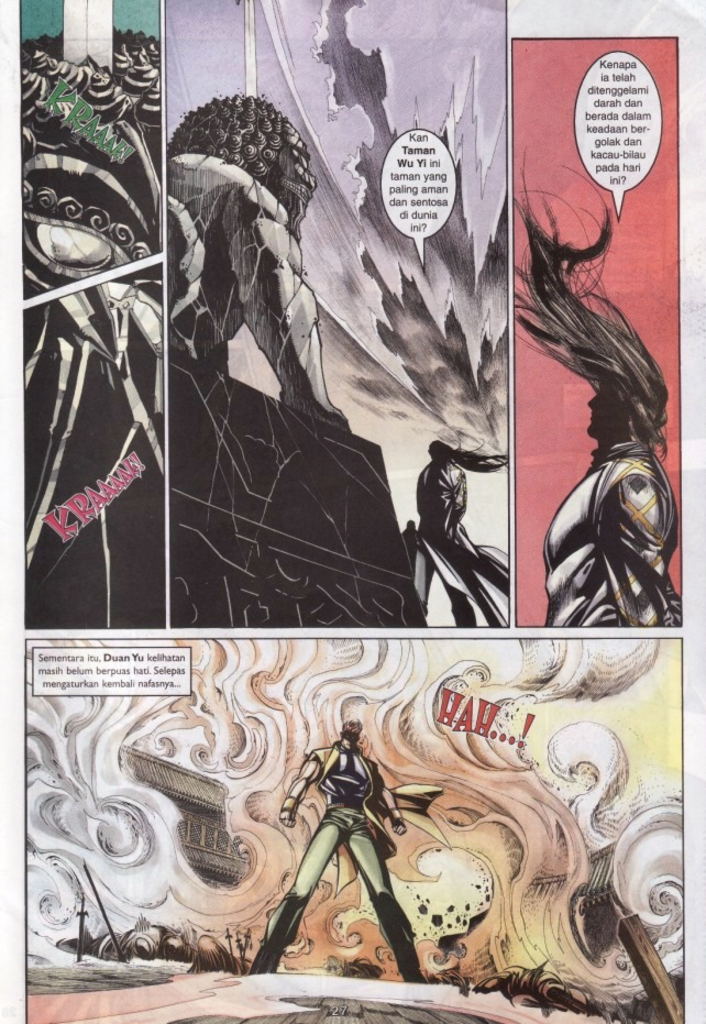 KRAAAK!!
Kan
Taman
Wu Yi ini
taman yang
paling aman
dan sentosa
di dunia
ini?
Kenapa
ia telah
ditenggelami
darah dan
berada dalam
keadaan ber-
golak dan
kacau-bilau
pada hari
ini?
KRAAAK!!
Sementara itu, Duan Yu kelihatan
masih belum berpuas hati. Selepas
mengaturkan kembali nafasnya...
HAH....!
27